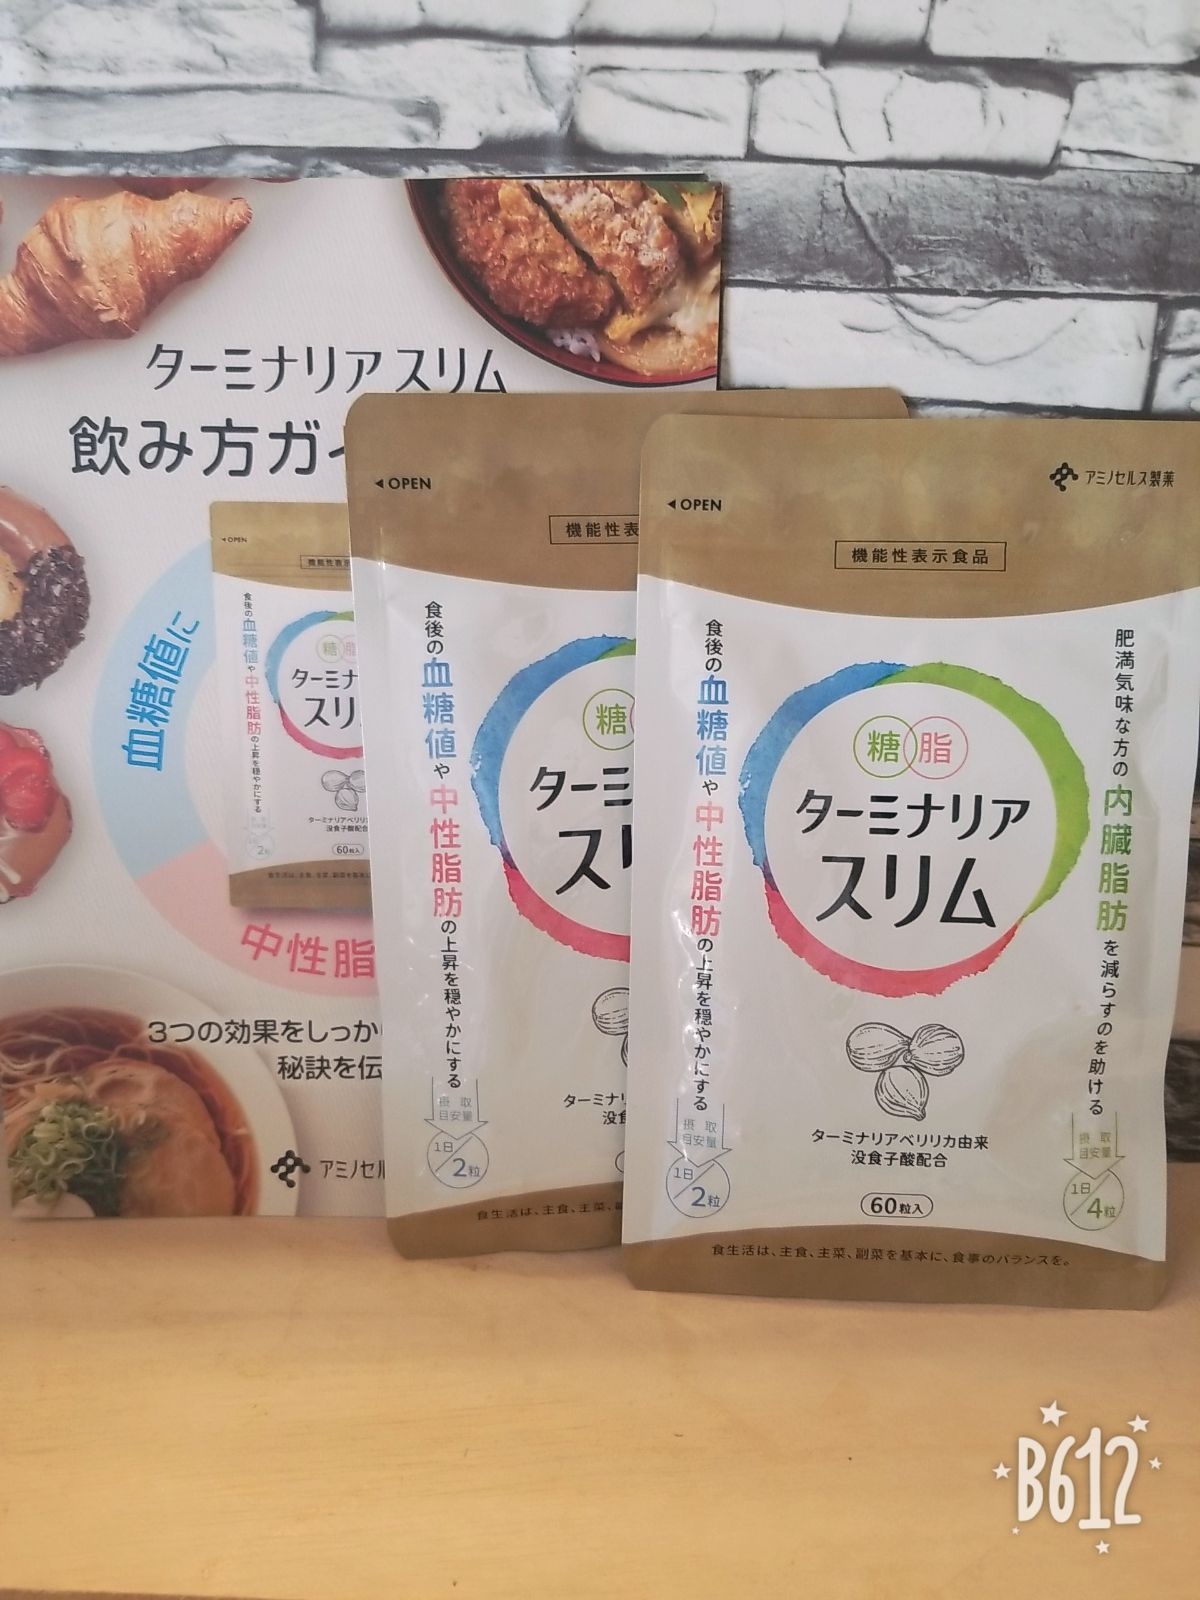 ターミナリア スリム
飲み方ガイ
血糖値に
中性脂
3つの効果をしっか
秘訣を伝
アミノセル
◀OPEN
機能性表示
食後の血糖値や中性脂肪の上昇を穏やかにする
糖
ターミナ
スリ
ターミナリアベリリ
没食子酸配合
60粒入
2粒
◀OPEN
機能性表
食後の血糖値や中性脂肪の上昇を穏やかにする
摂取
目安量
1日
2粒
糖
ターミ
スリ
ターミナリ
没食
食生活は、主食、主菜、
◀OPEN
アミノセルス製薬
機能性表示食品
食後の血糖値や中性脂肪の上昇を穏やかにする
摂取
目安量
1日
2粒
糖 脂
ターミナリア
スリム
肥満気味な方の内臓脂肪を減らすのを助ける
摂取
目安量
1日
4粒
ターミナリアベリリカ由来
没食子酸配合
60粒入
食生活は、主食、主菜、副菜を基本に、食事のバランスを。
B612